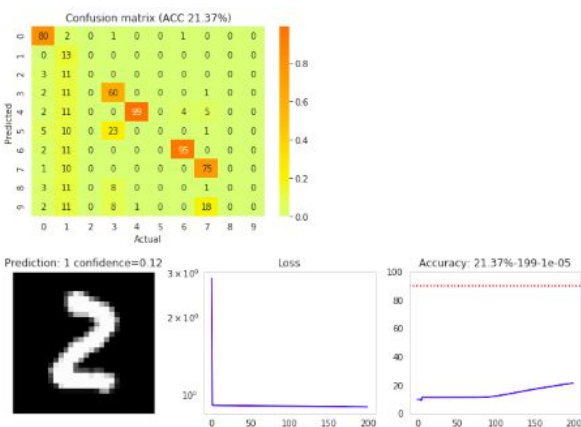 Confusion matrix (ACC 21.37%)
0 80 2 0 1 0 0 1 0 0 0
1 0 13 0 0 0 0 0 0 0 0
2 3 11 0 0 0 0 0 0 0 0
3 2 11 0 60 0 0 0 1 0 0
4 2 11 0 0 99 0 4 5 0 0
5 5 10 0 23 0 0 0 1 0 0
6 2 11 0 0 0 0 95 0 0 0
7 1 10 0 0 0 0 0 75 0 0
8 3 11 0 8 0 0 0 1 0 0
9 2 11 0 8 1 0 0 18 0 0
0 1 2 3 4 5 6 7 8 9
Predicted
Actual
0.8
0.6
0.4
0.2
0.0
Prediction: 1 confidence=0.12
2
Loss
3 × 10⁰
2 × 10⁰
10⁰
0 50 100 150 200
Accuracy: 21.37%-199-1e-05
100
80
60
40
20
0
0 50 100 150 200